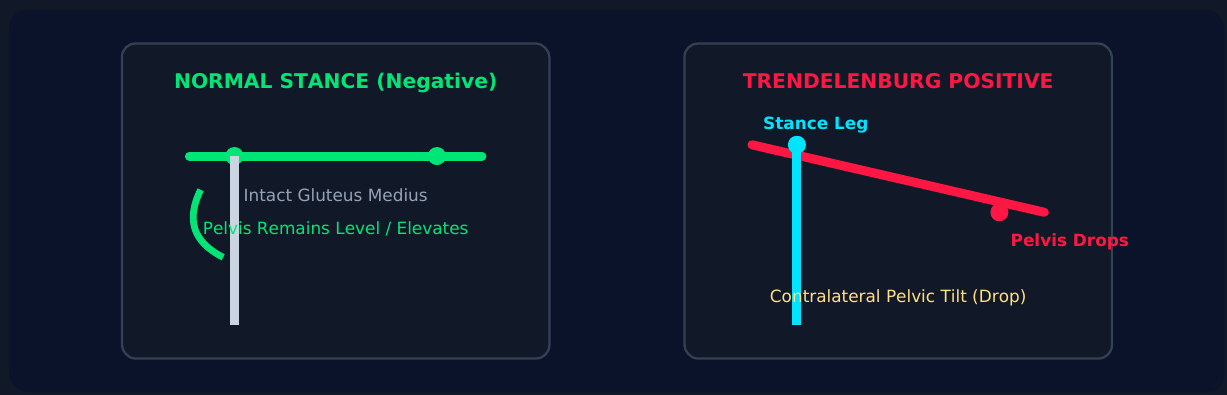 NORMAL STANCE (Negative)
Intact Gluteus Medius
Pelvis Remains Level / Elevates
TRENDELENBURG POSITIVE
Stance Leg
Pelvis Drops
Contralateral Pelvic Tilt (Drop)